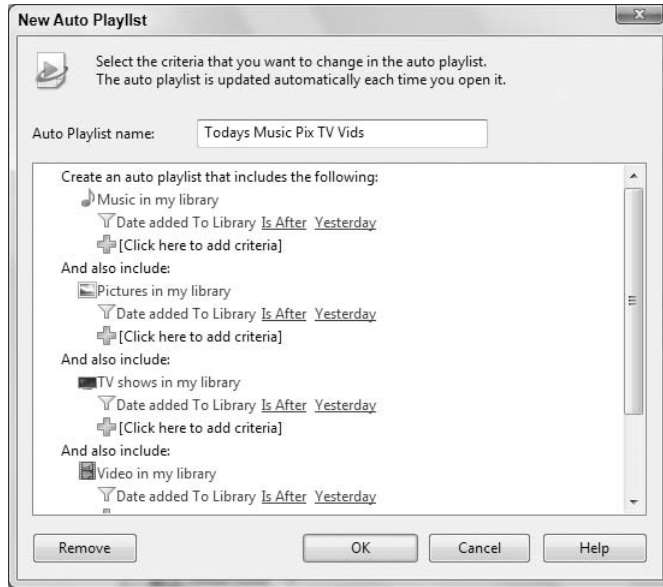 New Auto Playlist
Select the criteria that you want to change in the auto playlist.
The auto playlist is updated automatically each time you open it.
Auto Playlist name:
Todays Music Pix TV Vids
Create an auto playlist that includes the following:
Music in my library
Date added To Library Is After Yesterday
[Click here to add criteria]
And also include:
Pictures in my library
Date added To Library Is After Yesterday
[Click here to add criteria]
And also include:
TV shows in my library
Date added To Library Is After Yesterday
[Click here to add criteria]
And also include:
Video in my library
Date added To Library Is After Yesterday
Remove
OK
Cancel
Help